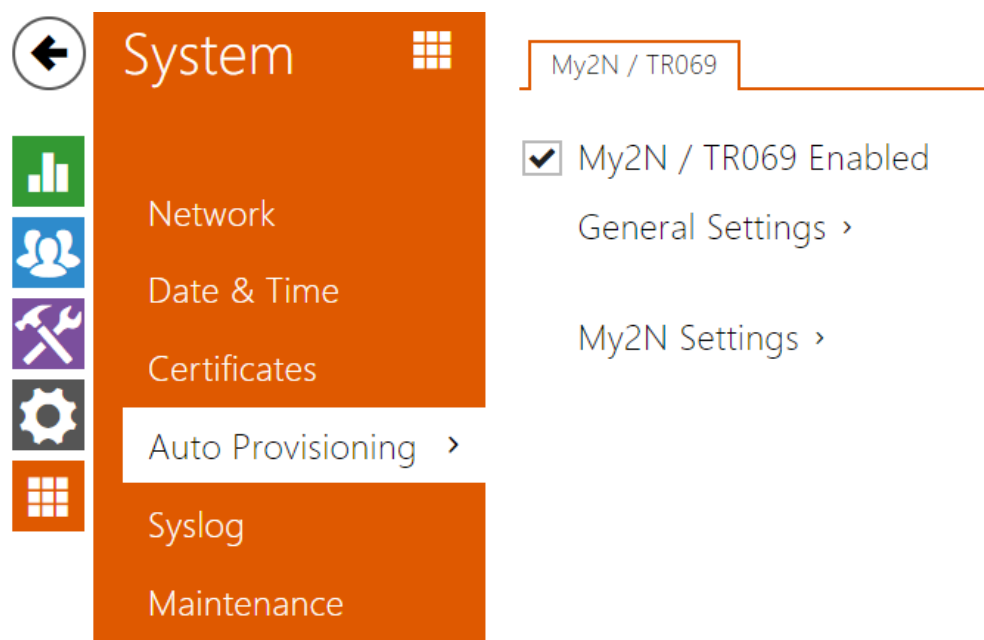 System
Network
Date & Time
Certificates
Auto Provisioning
Syslog
Maintenance
My2N / TR069
My2N / TR069 Enabled
General Settings
My2N Settings